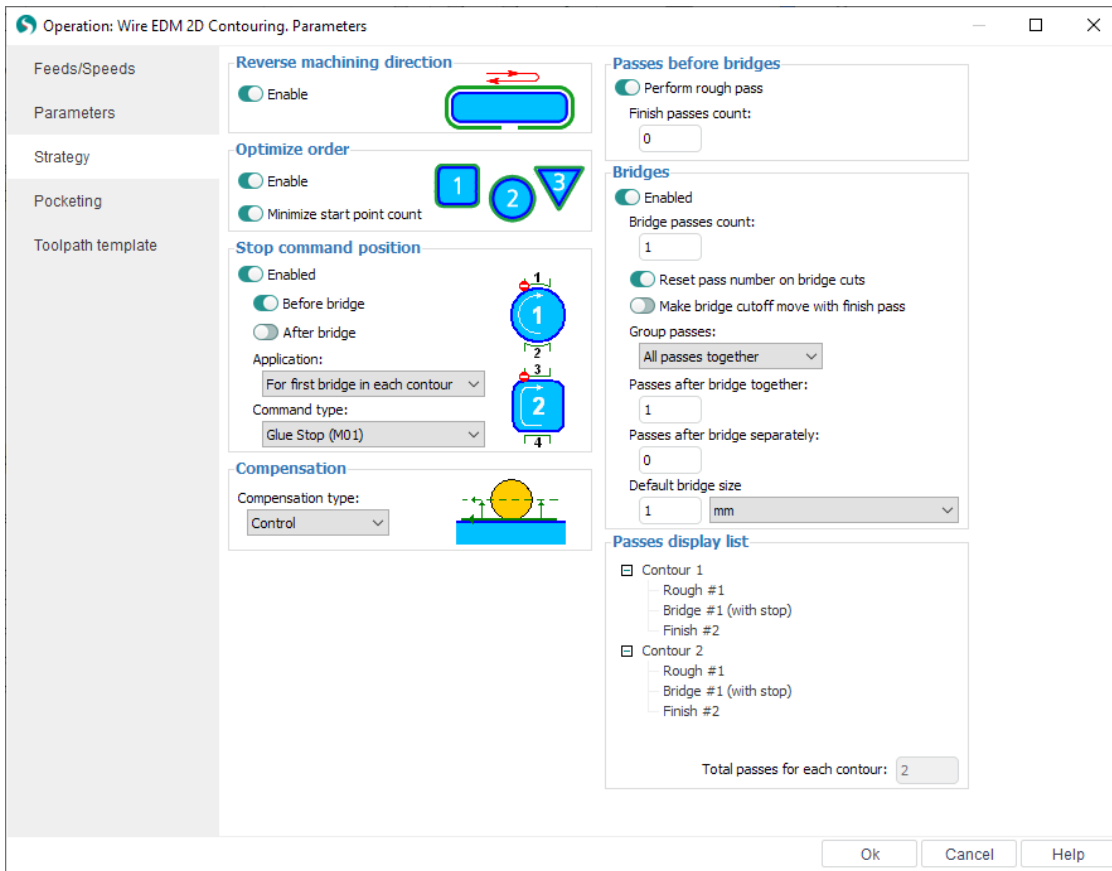 Operation: Wire EDM 2D Contouring. Parameters
Feeds/Speeds
Parameters
Strategy
Pocketing
Toolpath template
Reverse machining direction
Enable
Optimize order
Enable
Minimize start point count
1
2
3
Stop command position
Enabled
Before bridge
After bridge
Application:
For first bridge in each contour
Command type:
Glue Stop (M01)
1
1
2
3
2
4
Compensation
Compensation type:
Control
Passes before bridges
Perform rough pass
Finish passes count:
0
Bridges
Enabled
Bridge passes count:
1
Reset pass number on bridge cuts
Make bridge cutoff move with finish pass
Group passes:
All passes together
Passes after bridge together:
1
Passes after bridge separately:
0
Default bridge size
1 mm
Passes display list
Contour 1
Rough #1
Bridge #1 (with stop)
Finish #2
Contour 2
Rough #1
Bridge #1 (with stop)
Finish #2
Total passes for each contour: 2
Ok Cancel Help